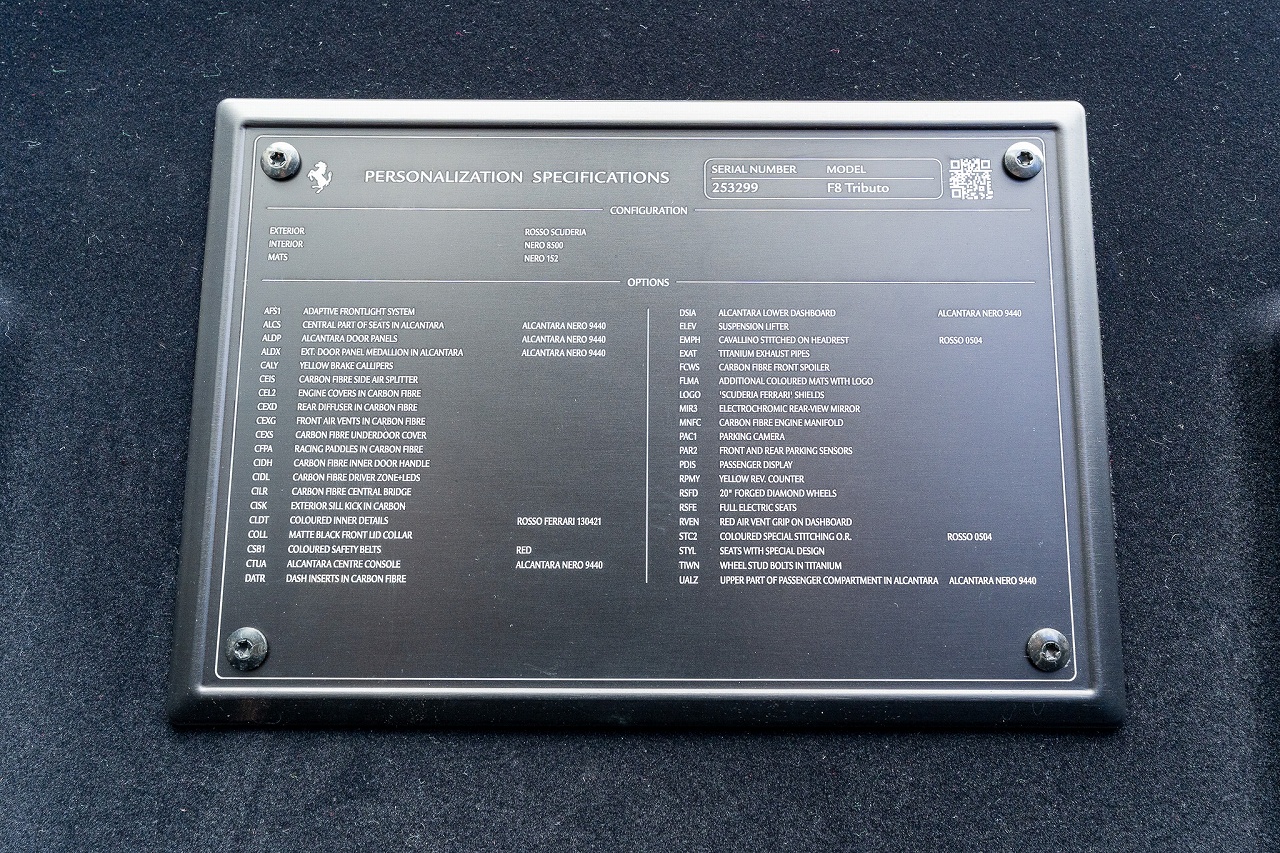 PERSONALIZATION SPECIFICATIONS
SERIAL NUMBER MODEL
253299 F8 Tributo
CONFIGURATION
EXTERIOR ROSSO SCUDERIA
INTERIOR NERO 8500
MATS NERO 152
OPTIONS
AFS1 ADAPTIVE FRONTLIGHT SYSTEM
ALCS CENTRAL PART OF SEATS IN ALCANTARA ALCANTARA NERO 9440
ALDP ALCANTARA DOOR PANELS ALCANTARA NERO 9440
ALDX EXT. DOOR PANEL MEDALLION IN ALCANTARA ALCANTARA NERO 9440
CALY YELLOW BRAKE CALLIPERS
CEIS CARBON FIBRE SIDE AIR SPLITTER
CEL2 ENGINE COVERS IN CARBON FIBRE
CEXD REAR DIFFUSER IN CARBON FIBRE
CEXG FRONT AIR VENTS IN CARBON FIBRE
CEXS CARBON FIBRE UNDERDOOR COVER
CFPA RACING PADDLES IN CARBON FIBRE
CIDH CARBON FIBRE INNER DOOR HANDLE
CIDL CARBON FIBRE DRIVER ZONE+LEDS
CILR CARBON FIBRE CENTRAL BRIDGE
CISK EXTERIOR SILL KICK IN CARBON
CLDT COLOURED INNER DETAILS ROSSO FERRARI 130421
COLL MATTE BLACK FRONT LID COLLAR
CSB1 COLOURED SAFETY BELTS RED
CTUA ALCANTARA CENTRE CONSOLE ALCANTARA NERO 9440
DATR DASH INSERTS IN CARBON FIBRE
DSIA ALCANTARA LOWER DASHBOARD ALCANTARA NERO 9440
ELEV SUSPENSION LIFTER
EMPH CAVALLINO STITCHED ON HEADREST ROSSO 0504
EXAT TITANIUM EXHAUST PIPES
FCWS CARBON FIBRE FRONT SPOILER
FLMA ADDITIONAL COLOURED MATS WITH LOGO
LOGO 'SCUDERIA FERRARI' SHIELDS
MIR3 ELECTROCHROMIC REAR-VIEW MIRROR
MNFC CARBON FIBRE ENGINE MANIFOLD
PAC1 PARKING CAMERA
PAR2 FRONT AND REAR PARKING SENSORS
PDIS PASSENGER DISPLAY
RPMY YELLOW REV. COUNTER
RSFD 20" FORGED DIAMOND WHEELS
RSFE FULL ELECTRIC SEATS
RVEN RED AIR VENT GRIP ON DASHBOARD
STC2 COLOURED SPECIAL STITCHING O.R. ROSSO 0504
STYL SEATS WITH SPECIAL DESIGN
TIWN WHEEL STUD BOLTS IN TITANIUM
UALZ UPPER PART OF PASSENGER COMPARTMENT IN ALCANTARA ALCANTARA NERO 9440